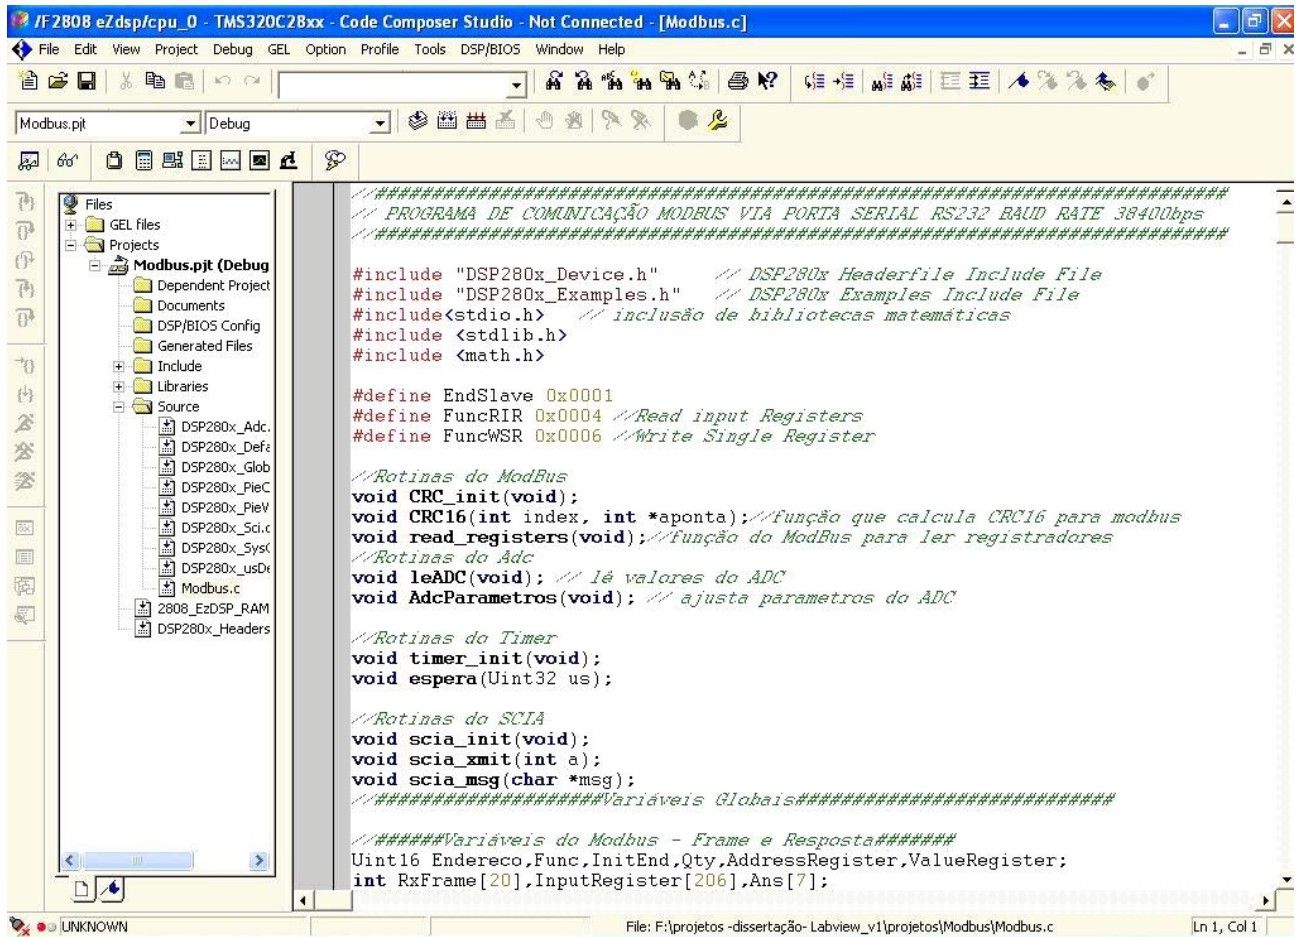 /F2808 eZdsp/cpu_0 - TMS320C28xx - Code Composer Studio - Not Connected - [Modbus.c]
File Edit View Project Debug GEL Option Profile Tools DSP/BIOS Window Help
Modbus.pjt Debug
Files
GEL files
Projects
Modbus.pjt (Debug
Dependent Project
Documents
DSP/BIOS Config
Generated Files
Include
Libraries
Source
DSP280x_Adc.
DSP280x_Defa
DSP280x_Glob
DSP280x_PieC
DSP280x_PieV
DSP280x_Sci.c
DSP280x_Sys(
DSP280x_usDe
Modbus.c
2808_EzDSP_RAM
DSP280x_Headers
//###########################################################################
// PROGRAMA DE COMUNICAÇÃO MODBUS VIA PORTA SERIAL RS232 BAUD RATE 38400bps
//###########################################################################
#include "DSP280x_Device.h" // DSP280x Headerfile Include File
#include "DSP280x_Examples.h" // DSP280x Examples Include File
#include<stdio.h> // inclusão de bibliotecas matemáticas
#include <stdlib.h>
#include <math.h>
#define EndSlave 0x0001
#define FuncRIR 0x0004 //Read input Registers
#define FuncWSR 0x0006 //Write Single Register
//Rotinas do ModBus
void CRC_init(void);
void CRC16(int index, int *aponta);//função que calcula CRC16 para modbus
void read_registers(void);//função do ModBus para ler registradores
//Rotinas do Adc
void leADC(void); // lê valores do ADC
void AdcParametros(void); // ajusta parametros do ADC
//Rotinas do Timer
void timer_init(void);
void espera(Uint32 us);
//Rotinas do SCIA
void scia_init(void);
void scia_xmit(int a);
void scia_msg(char *msg);
//####################Variáveis Globais############################
//######Variáveis do Modbus - Frame e Resposta#######
Uint16 Endereco,Func,InitEnd,Qty,AddressRegister,ValueRegister;
int RxFrame[20],InputRegister[206],Ans[7];
UNKNOWN File: F:\projetos -dissertação- Labview_v1\projetos\Modbus\Modbus.c Ln 1, Col 1